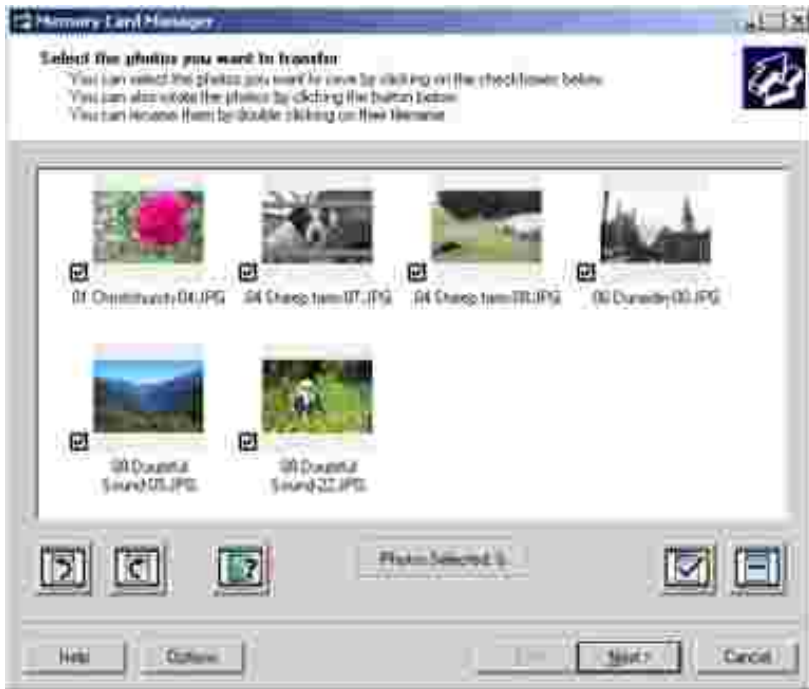 Memory Card Manager
Select the photos you want to transfer
You can select the photos you want to save by clicking on the checkboxes below.
You can also rotate the photos by clicking the button below
You can rename them by double clicking on their filename
01 Christchurch-04.JPG
04 Sheep farm-07.JPG
04 Sheep farm-08.JPG
06 Dunedin-00.JPG
08 Doubtful
Sound-05.JPG
08 Doubtful
Sound-22.JPG
Photos Selected:
Help
Options
Next >
Cancel